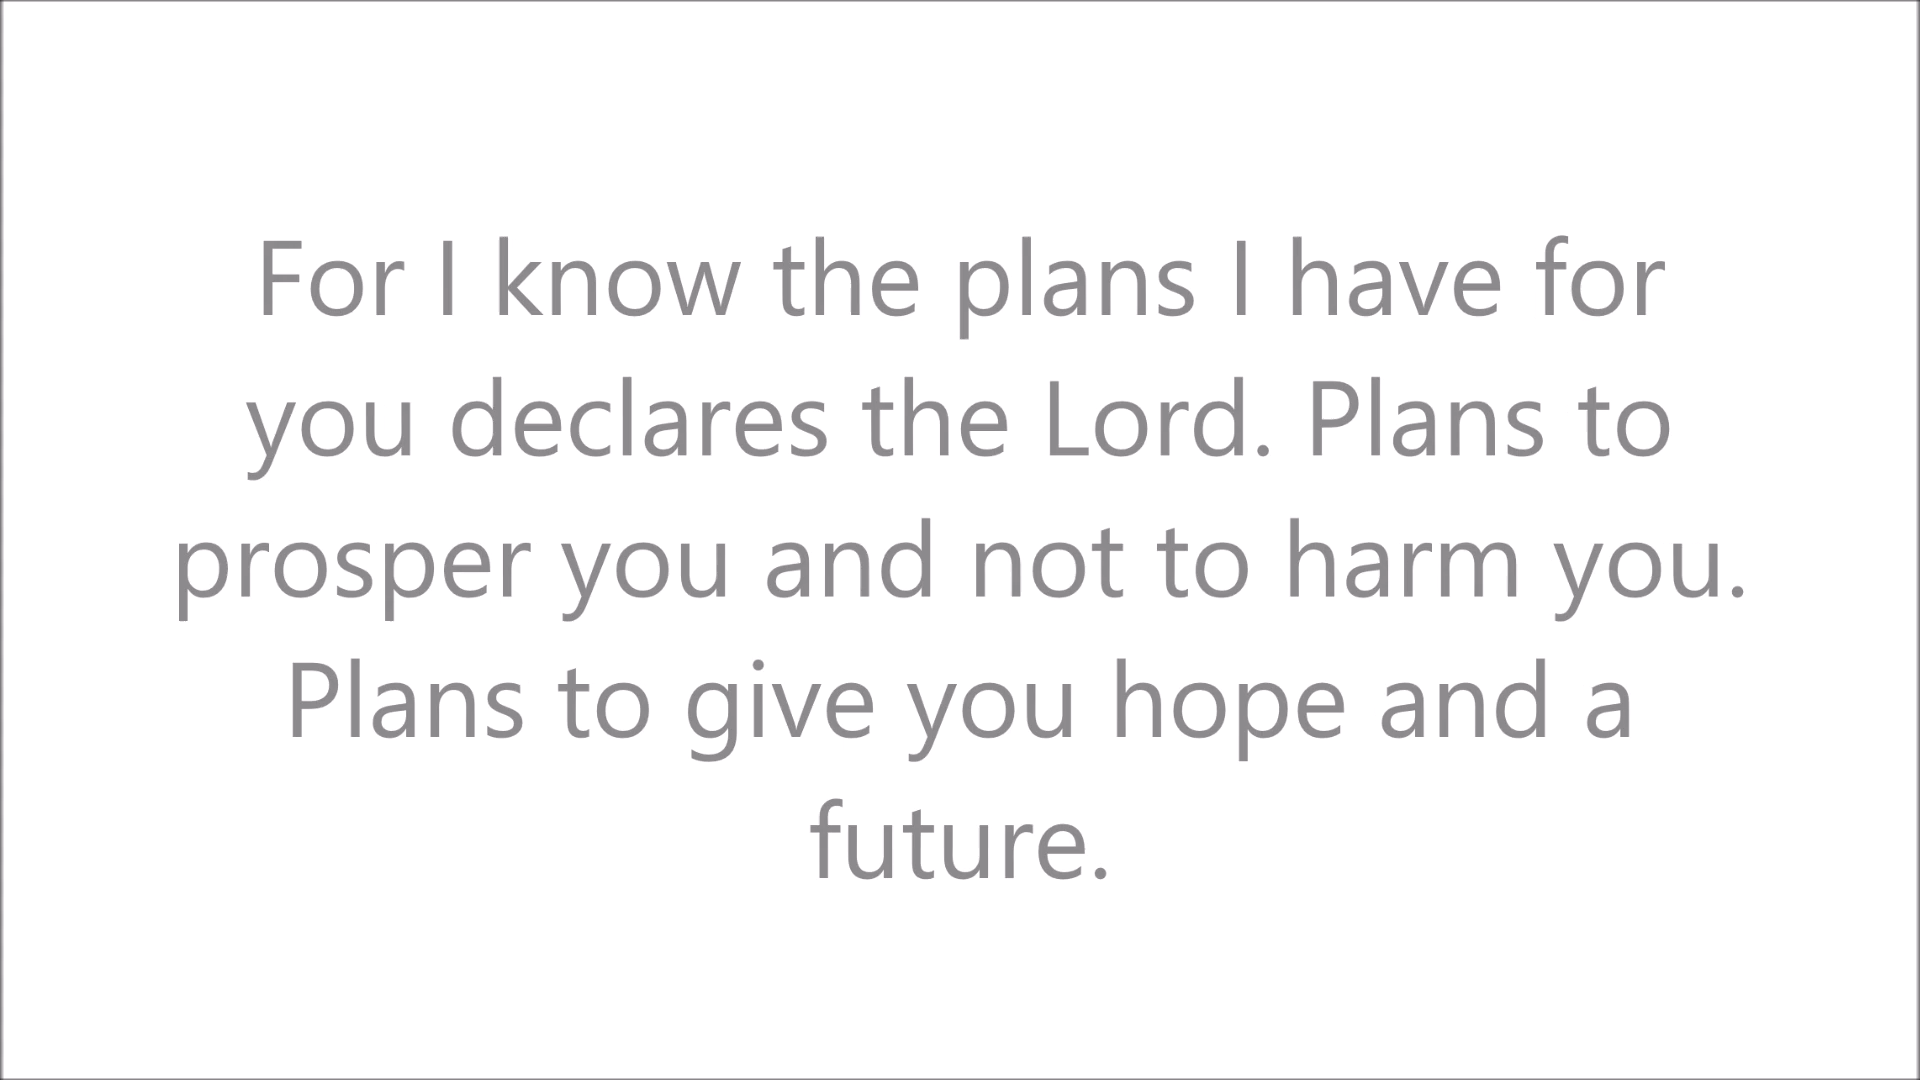 For I know the plans I have for
you declares the Lord. Plans to
prosper you and not to harm you.
Plans to give you hope and a
future.